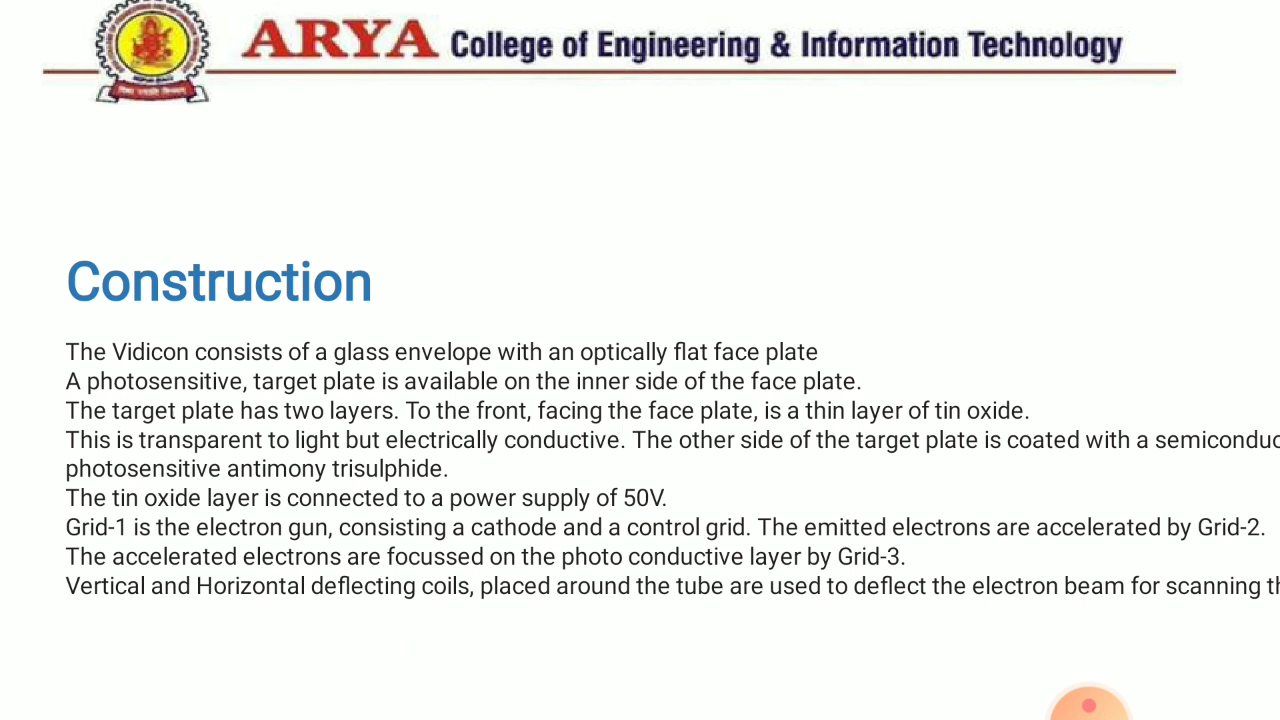 ARYA College of Engineering & Information Technology
Construction
The Vidicon consists of a glass envelope with an optically flat face plate
A photosensitive, target plate is available on the inner side of the face plate.
The target plate has two layers. To the front, facing the face plate, is a thin layer of tin oxide.
This is transparent to light but electrically conductive. The other side of the target plate is coated with a
photosensitive antimony trisulphide.
The tin oxide layer is connected to a power supply of 50V.
Grid-1 is the electron gun, consisting a cathode and a control grid. The emitted electrons are accelerated by Grid-2.
The accelerated electrons are focussed on the photo conductive layer by Grid-3.
Vertical and Horizontal deflecting coils, placed around the tube are used to deflect the electron beam for scanning